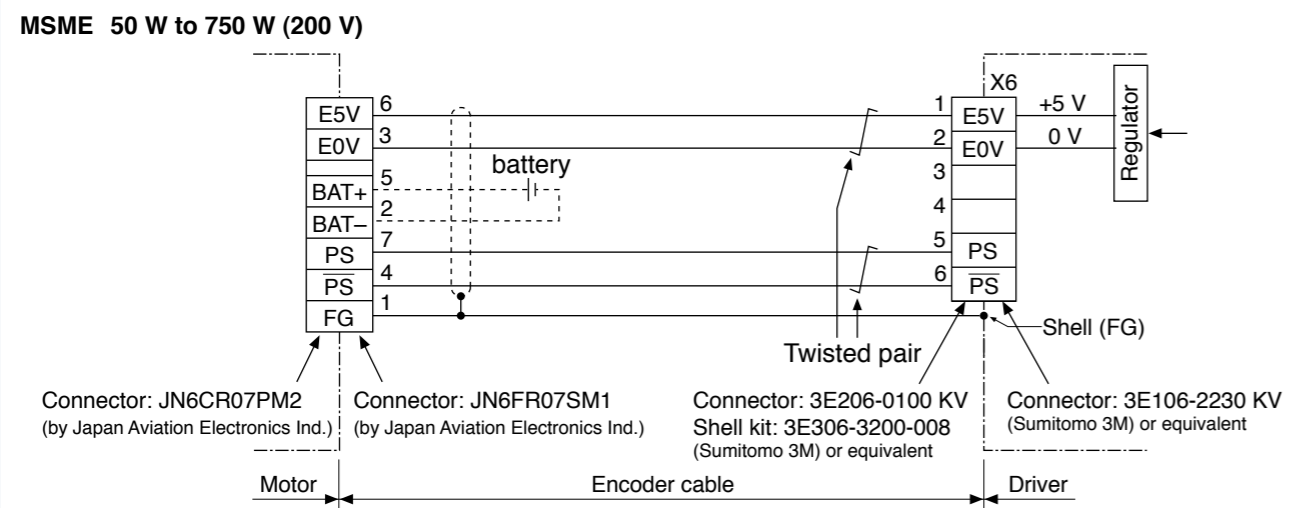 MSME 50 W to 750 W (200 V)
X6
E5V 6
1 E5V +5 V
E0V 3
2 E0V 0 V
Regulator
battery
3
BAT+ 5
4
BAT– 2
PS 7
5 PS
P̅S̅ 4
6 P̅S̅
FG 1
Shell (FG)
Twisted pair
Connector: JN6CR07PM2
(by Japan Aviation Electronics Ind.)
Connector: JN6FR07SM1
(by Japan Aviation Electronics Ind.)
Connector: 3E206-0100 KV
Shell kit: 3E306-3200-008
(Sumitomo 3M) or equivalent
Connector: 3E106-2230 KV
(Sumitomo 3M) or equivalent
Motor
Encoder cable
Driver